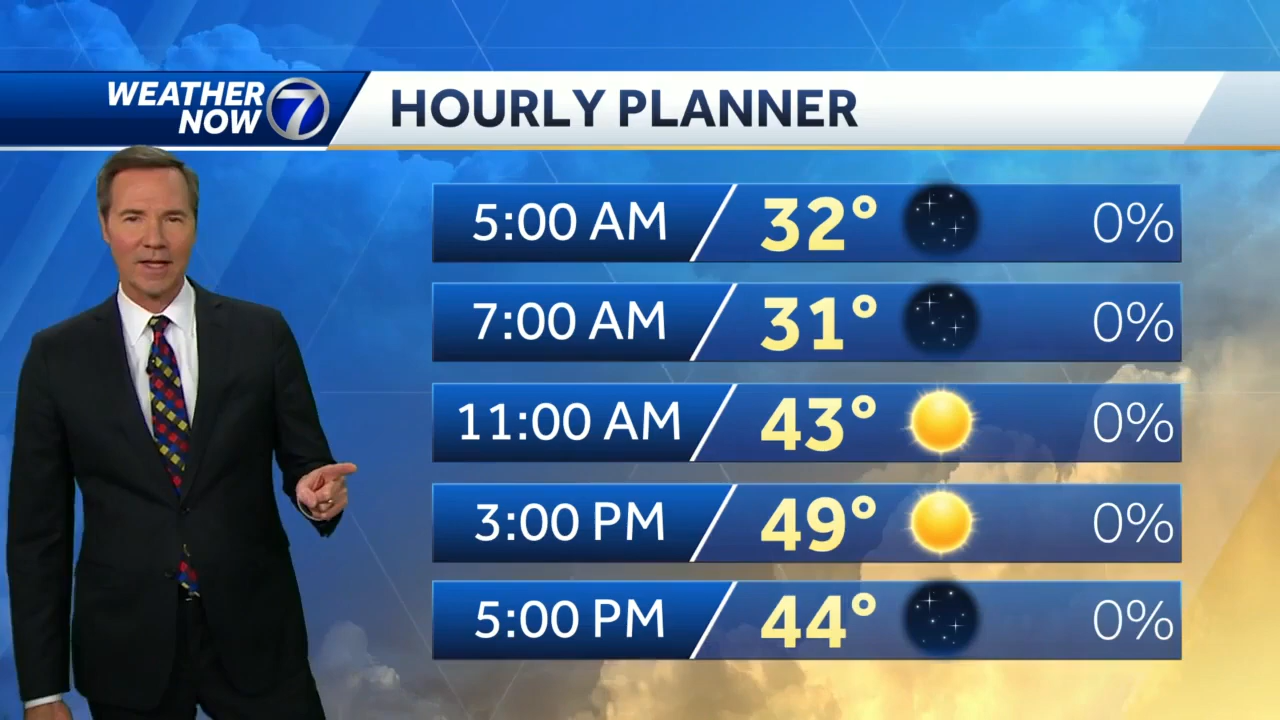 WEATHER
NOW 7
HOURLY PLANNER
5:00 AM 32° 0%
7:00 AM 31° 0%
11:00 AM 43° 0%
3:00 PM 49° 0%
5:00 PM 44° 0%